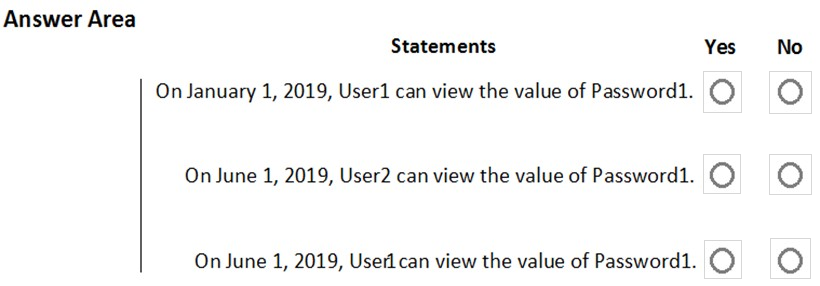 Answer Area
Statements Yes No
On January 1, 2019, User1 can view the value of Password1.
On June 1, 2019, User2 can view the value of Password1.
On June 1, 2019, User1 can view the value of Password1.